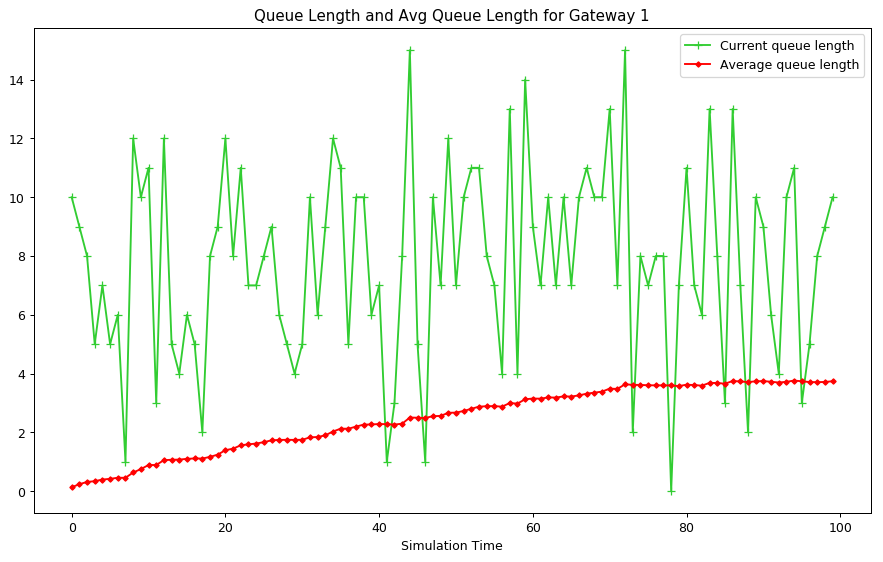 Queue Length and Avg Queue Length for Gateway 1
Current queue length
Average queue length
14
12
10
8
6
4
2
0
0 20 40 60 80 100
Simulation Time